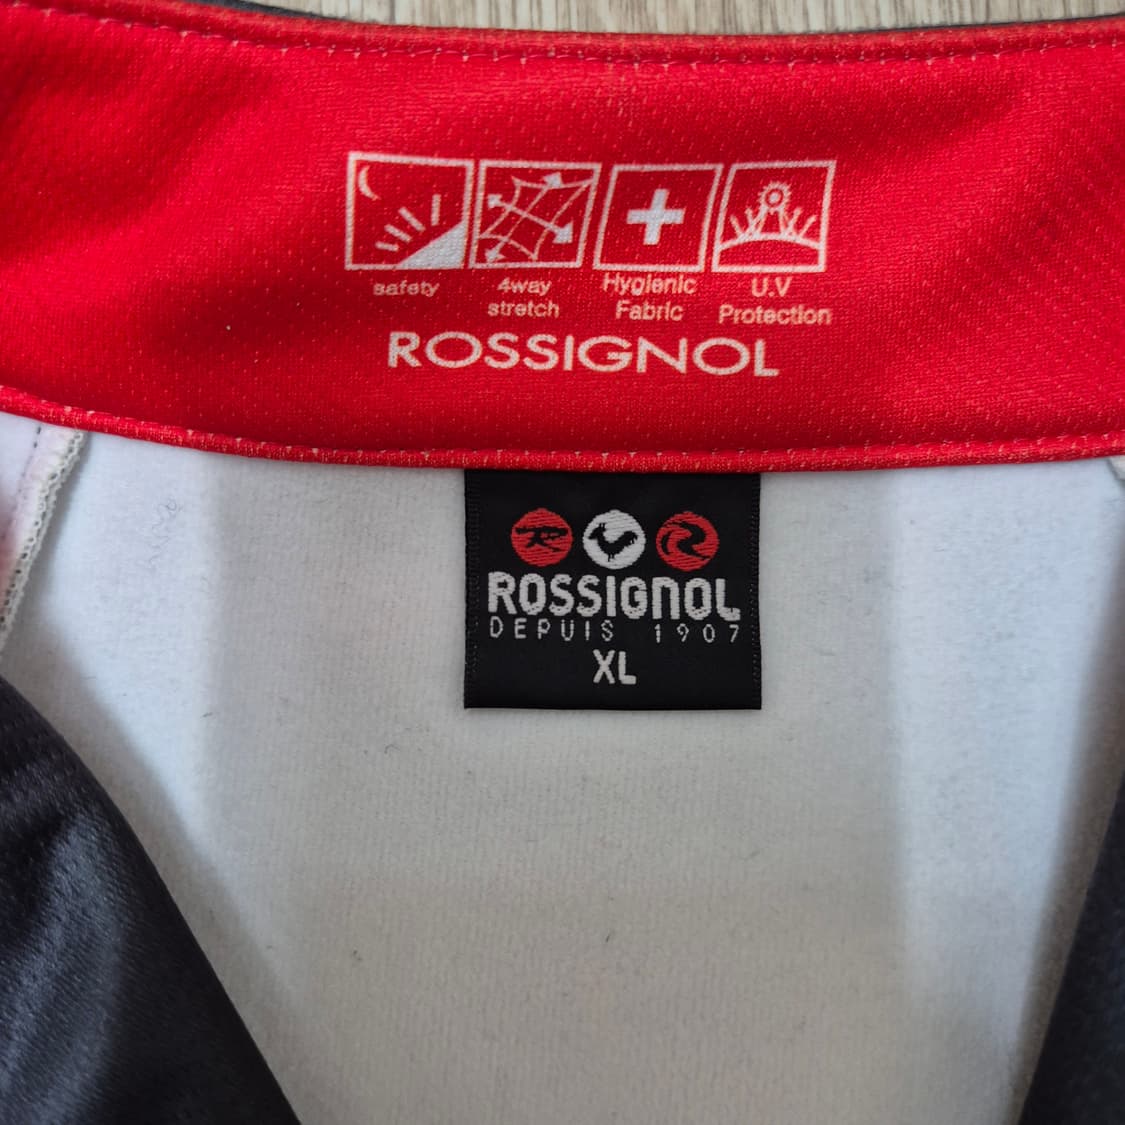 safety
4way
stretch
Hygienic
Fabric
U.V
Protection
ROSSIGNOL
ROSSIGNOL
DEPUIS 1907
XL